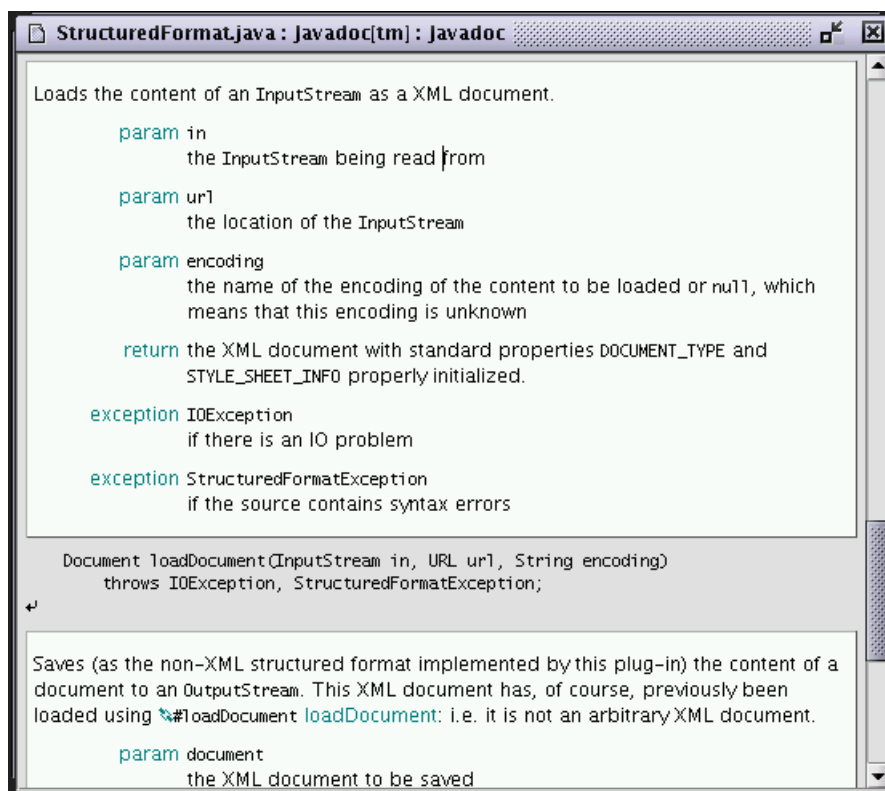 StructuredFormat.java : Javadoc[tm] : Javadoc
Loads the content of an InputStream as a XML document.
param in
the InputStream being read from
param url
the location of the InputStream
param encoding
the name of the encoding of the content to be loaded or null, which
means that this encoding is unknown
return the XML document with standard properties DOCUMENT_TYPE and
STYLE_SHEET_INFO properly initialized.
exception IOException
if there is an IO problem
exception StructuredFormatException
if the source contains syntax errors
Document loadDocument(InputStream in, URL url, String encoding)
throws IOException, StructuredFormatException;
Saves (as the non-XML structured format implemented by this plug-in) the content of a
document to an OutputStream. This XML document has, of course, previously been
loaded using #loadDocument loadDocument: i.e. it is not an arbitrary XML document.
param document
the XML document to be saved